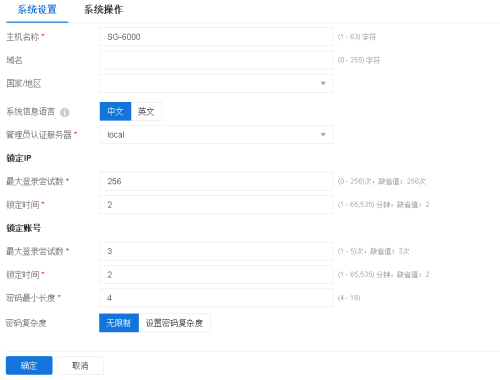 系统设置 系统操作
主机名称 * SG-6000 (1 - 63) 字符
域名 (0 - 255) 字符
国家/地区
系统信息语言 中文 英文
管理员认证服务器 * local
锁定IP
最大登录尝试数 * 256 (0 - 256)次，缺省值：256次
锁定时间 * 2 (1 - 65,535) 分钟，缺省值：2
锁定账号
最大登录尝试数 * 3 (1 - 5)次，缺省值：3次
锁定时间 * 2 (1 - 65,535) 分钟，缺省值：2
密码最小长度 * 4 (4 - 16)
密码复杂度 无限制 设置密码复杂度
确定 取消